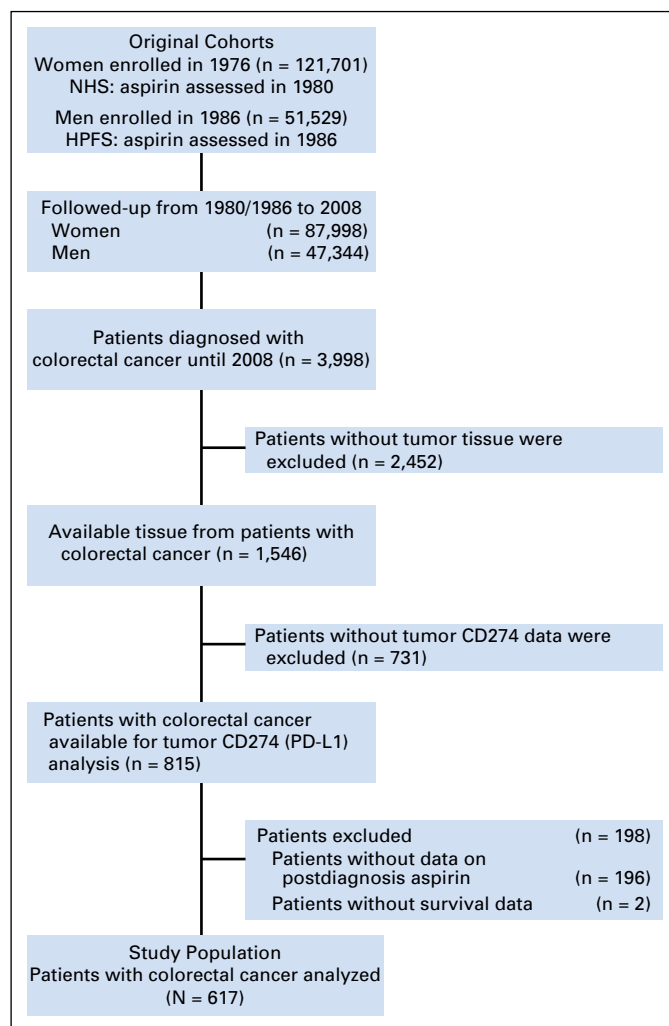 Original Cohorts
Women enrolled in 1976 (n = 121,701)
NHS: aspirin assessed in 1980
Men enrolled in 1986 (n = 51,529)
HPFS: aspirin assessed in 1986
Followed-up from 1980/1986 to 2008
Women (n = 87,998)
Men (n = 47,344)
Patients diagnosed with
colorectal cancer until 2008 (n = 3,998)
Patients without tumor tissue were
excluded (n = 2,452)
Available tissue from patients with
colorectal cancer (n = 1,546)
Patients without tumor CD274 data were
excluded (n = 731)
Patients with colorectal cancer
available for tumor CD274 (PD-L1)
analysis (n = 815)
Patients excluded (n = 198)
Patients without data on
postdiagnosis aspirin (n = 196)
Patients without survival data (n = 2)
Study Population
Patients with colorectal cancer analyzed
(N = 617)